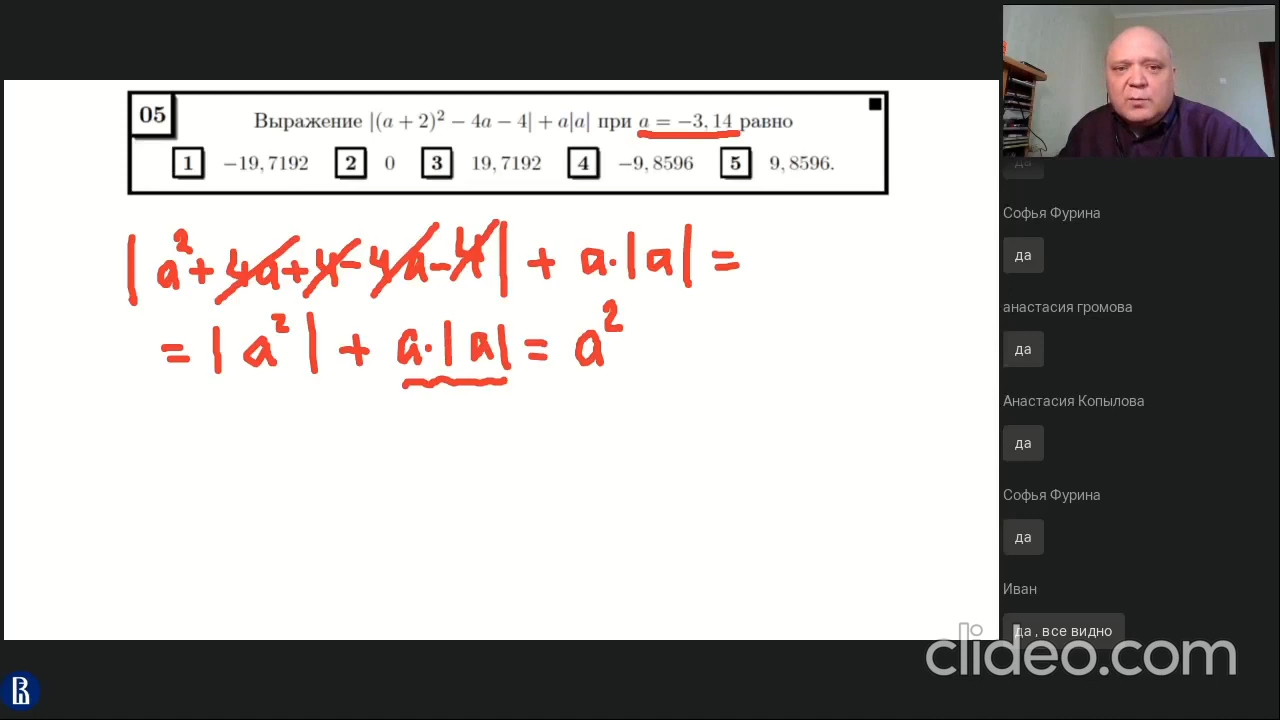 05
Выражение |(a + 2)² − 4a − 4| + a|a| при a = −3, 14 равно
1 −19, 7192 2 0 3 19, 7192 4 −9, 8596 5 9, 8596.
| a² + 4a + 4 − 4a − 4 | + a · |a| =
= | a² | + a · | a | = a²
да
Софья Фурина
да
анастасия громова
да
Анастасия Копылова
да
Софья Фурина
да
Иван
да , все видно
clideo.com